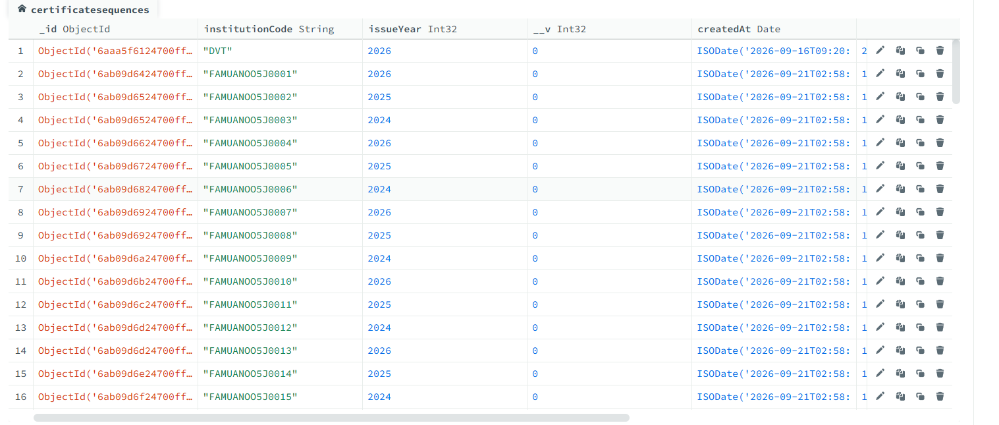 certificatesequences
_id ObjectId institutionCode String issueYear Int32 __v Int32 createdAt Date
1 ObjectId('6aaa5f6124700ff… "DVT" 2026 0 ISODate('2026-09-16T09:20: 2
2 ObjectId('6ab09d6424700ff… "FAMUANOO5J0001" 2026 0 ISODate('2026-09-21T02:58: 1
3 ObjectId('6ab09d6524700ff… "FAMUANOO5J0002" 2025 0 ISODate('2026-09-21T02:58: 1
4 ObjectId('6ab09d6524700ff… "FAMUANOO5J0003" 2024 0 ISODate('2026-09-21T02:58: 1
5 ObjectId('6ab09d6624700ff… "FAMUANOO5J0004" 2026 0 ISODate('2026-09-21T02:58: 1
6 ObjectId('6ab09d6724700ff… "FAMUANOO5J0005" 2025 0 ISODate('2026-09-21T02:58: 1
7 ObjectId('6ab09d6824700ff… "FAMUANOO5J0006" 2024 0 ISODate('2026-09-21T02:58: 1
8 ObjectId('6ab09d6924700ff… "FAMUANOO5J0007" 2026 0 ISODate('2026-09-21T02:58: 1
9 ObjectId('6ab09d6924700ff… "FAMUANOO5J0008" 2025 0 ISODate('2026-09-21T02:58: 1
10 ObjectId('6ab09d6a24700ff… "FAMUANOO5J0009" 2024 0 ISODate('2026-09-21T02:58: 1
11 ObjectId('6ab09d6b24700ff… "FAMUANOO5J0010" 2026 0 ISODate('2026-09-21T02:58: 1
12 ObjectId('6ab09d6c24700ff… "FAMUANOO5J0011" 2025 0 ISODate('2026-09-21T02:58: 1
13 ObjectId('6ab09d6d24700ff… "FAMUANOO5J0012" 2024 0 ISODate('2026-09-21T02:58: 1
14 ObjectId('6ab09d6d24700ff… "FAMUANOO5J0013" 2026 0 ISODate('2026-09-21T02:58: 1
15 ObjectId('6ab09d6e24700ff… "FAMUANOO5J0014" 2025 0 ISODate('2026-09-21T02:58: 1
16 ObjectId('6ab09d6f24700ff… "FAMUANOO5J0015" 2024 0 ISODate('2026-09-21T02:58: 1